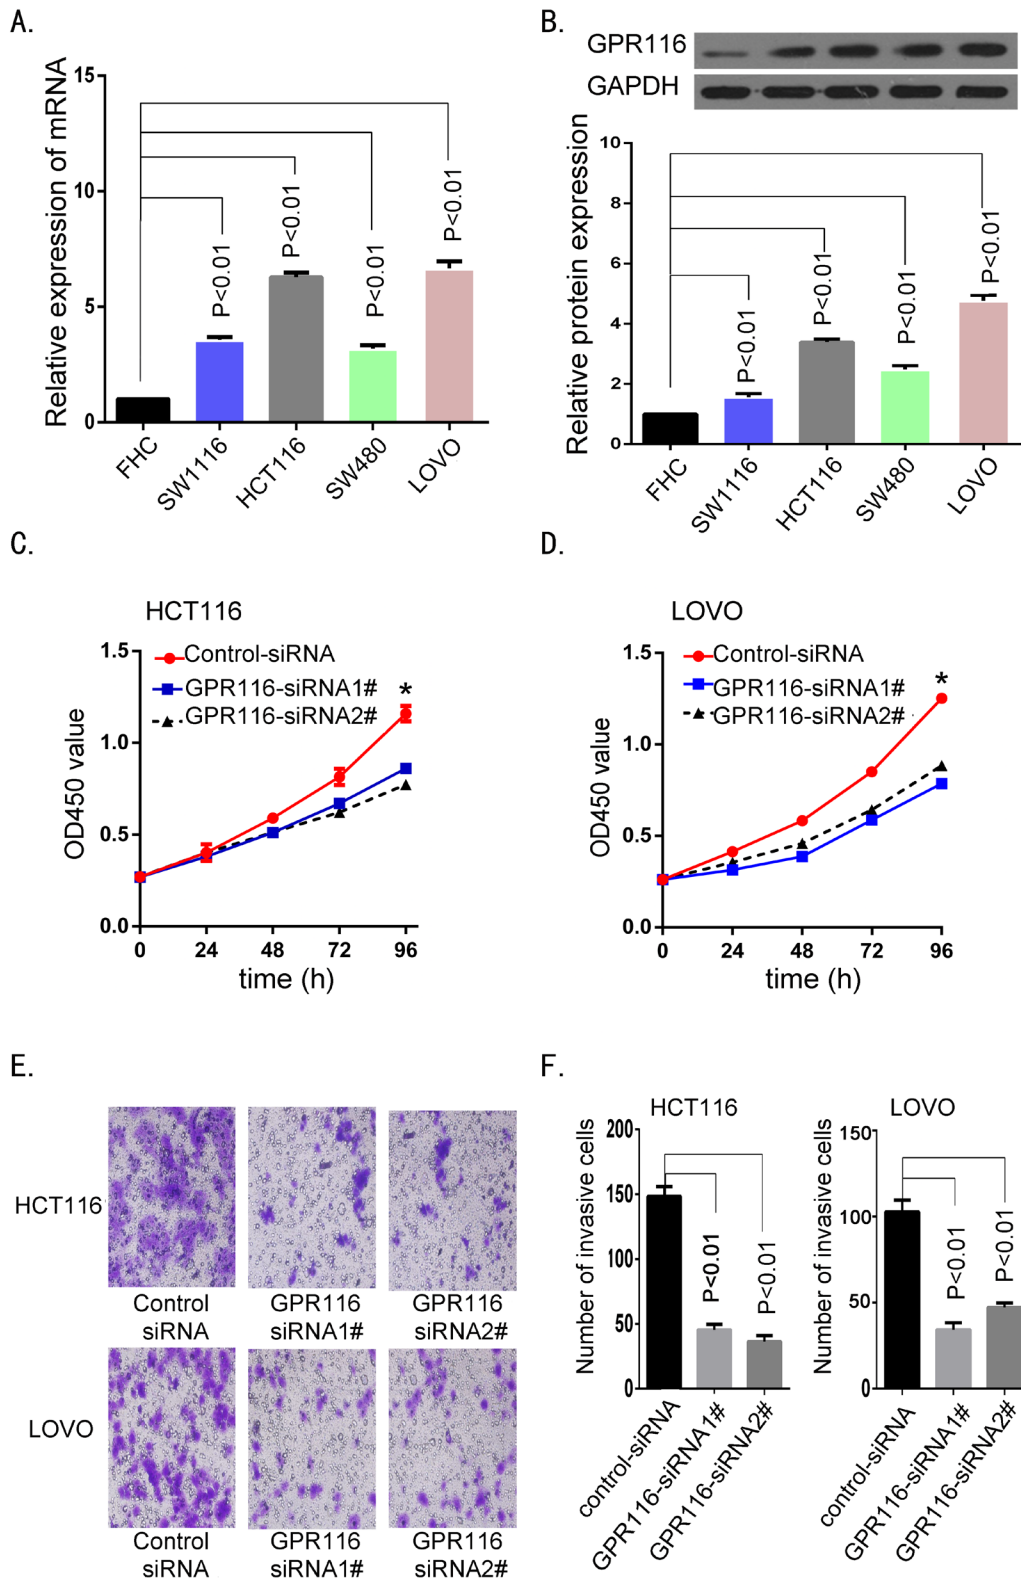 A.
Relative expression of mRNA
15
10
5
0
P<0.01
P<0.01
P<0.01
P<0.01
FHC
SW1116
HCT116
SW480
LOVO
B.
GPR116
GAPDH
Relative protein expression
10
8
6
4
2
0
P<0.01
P<0.01
P<0.01
P<0.01
FHC
SW1116
HCT116
SW480
LOVO
C.
HCT116
OD450 value
1.5
1.0
0.5
0.0
Control-siRNA
GPR116-siRNA1#
GPR116-siRNA2#
*
0 24 48 72 96
time (h)
D.
LOVO
OD450 value
1.5
1.0
0.5
0.0
Control-siRNA
GPR116-siRNA1#
GPR116-siRNA2#
*
0 24 48 72 96
time (h)
E.
HCT116
Control
siRNA
GPR116
siRNA1#
GPR116
siRNA2#
LOVO
Control
siRNA
GPR116
siRNA1#
GPR116
siRNA2#
F.
HCT116
Number of invasive cells
200
150
100
50
0
P<0.01
P<0.01
control-siRNA
GPR116-siRNA1#
GPR116-siRNA2#
LOVO
Number of invasive cells
150
100
50
0
P<0.01
P<0.01
control-siRNA
GPR116-siRNA1#
GPR116-siRNA2#